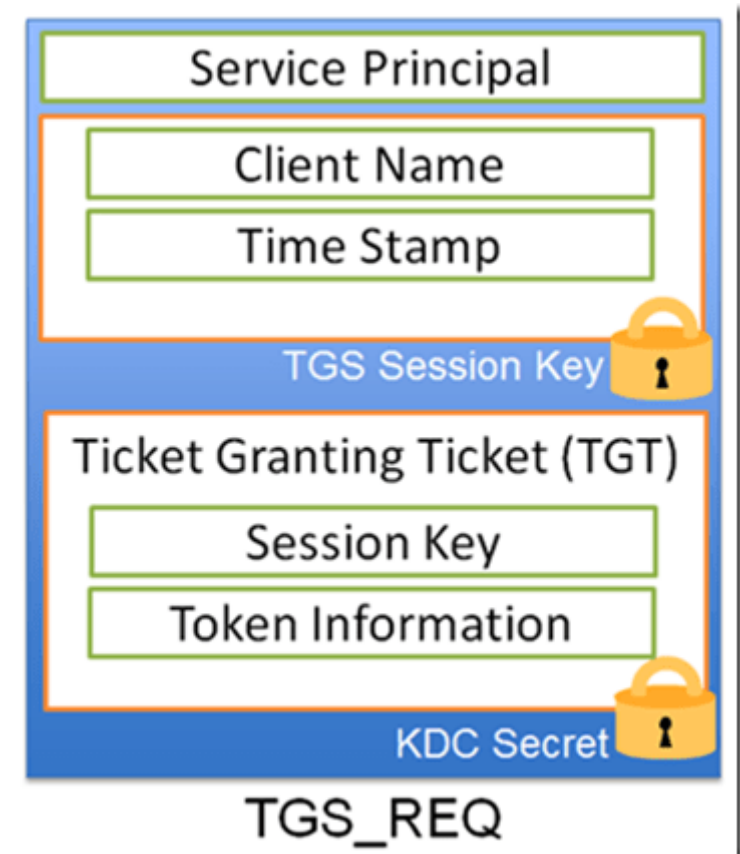 Service Principal
Client Name
Time Stamp
TGS Session Key
Ticket Granting Ticket (TGT)
Session Key
Token Information
KDC Secret
TGS_REQ